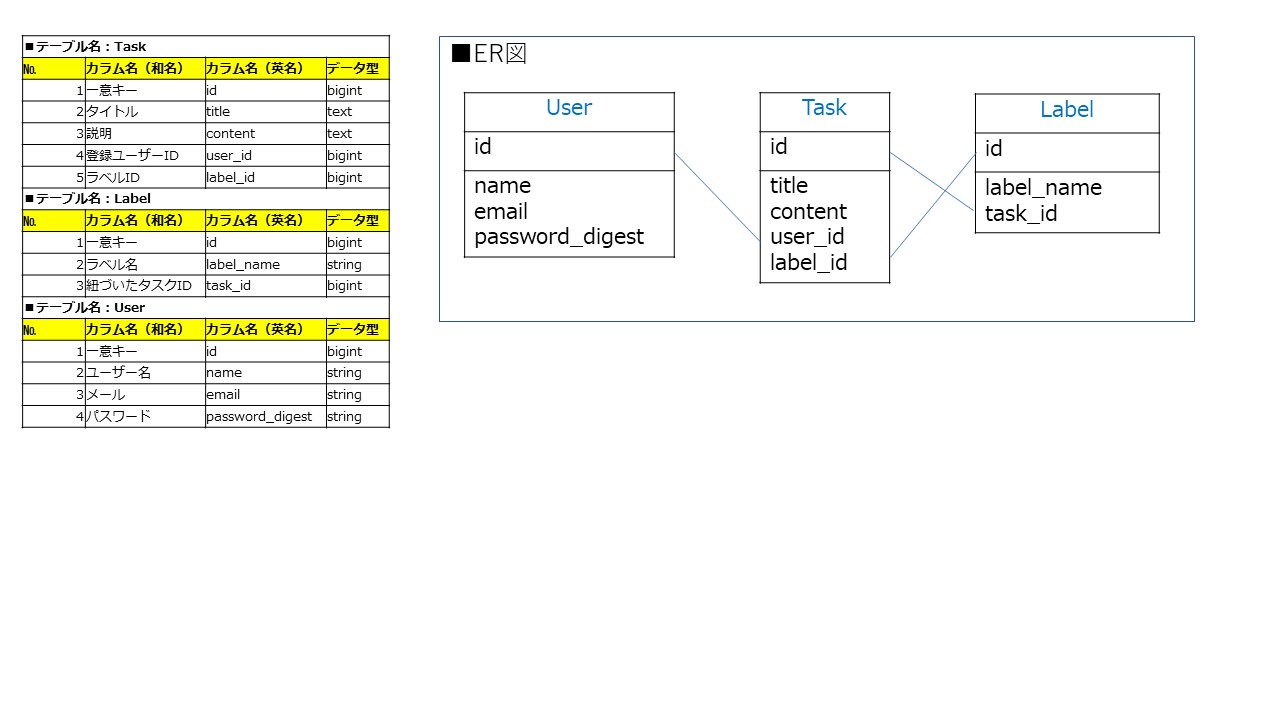 ■テーブル名：Task
№ カラム名（和名） カラム名（英名） データ型
1 一意キー id bigint
2 タイトル title text
3 説明 content text
4 登録ユーザーID user_id bigint
5 ラベルID label_id bigint
■テーブル名：Label
№ カラム名（和名） カラム名（英名） データ型
1 一意キー id bigint
2 ラベル名 label_name string
3 紐づいたタスクID task_id bigint
■テーブル名：User
№ カラム名（和名） カラム名（英名） データ型
1 一意キー id bigint
2 ユーザー名 name string
3 メール email string
4 パスワード password_digest string
■ER図
User
id
name
email
password_digest
Task
id
title
content
user_id
label_id
Label
id
label_name
task_id